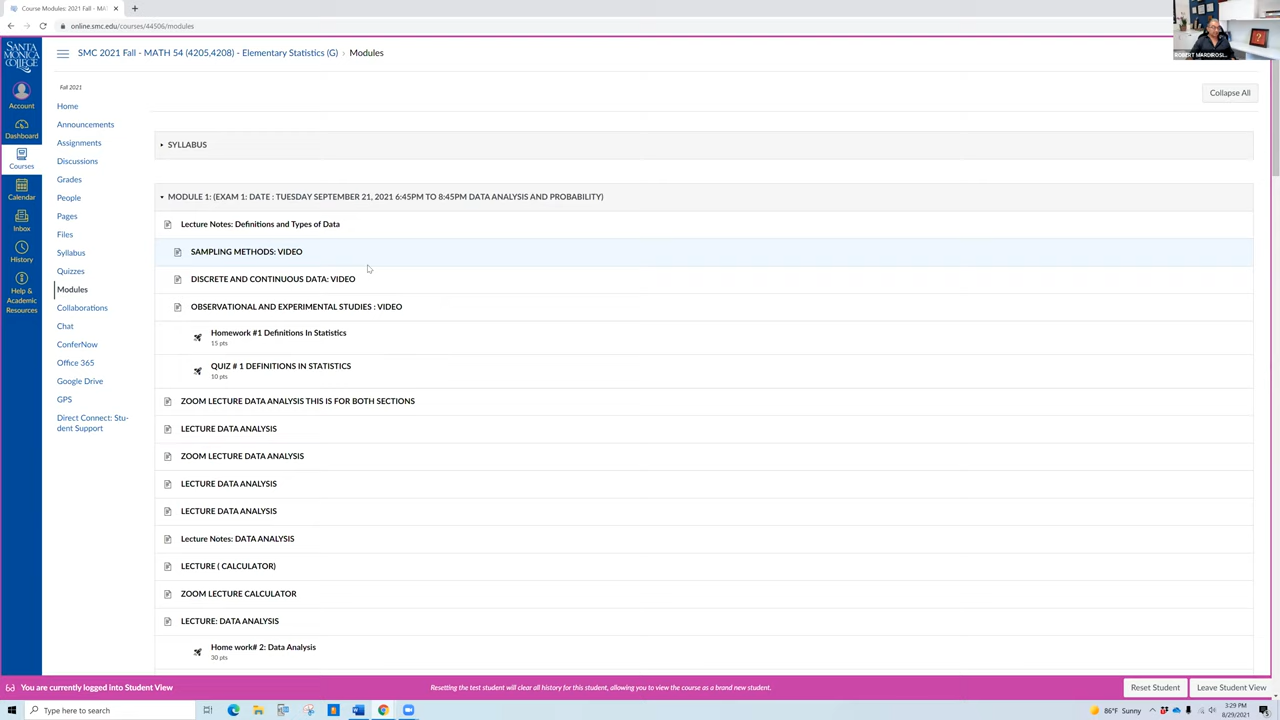 Course Modules: 2021 Fall - MA
online.smc.edu/courses/44506/modules
ROBERT MARDIROSI...
SANTA MONICA COLLEGE
SMC 2021 Fall - MATH 54 (4205,4208) - Elementary Statistics (G) › Modules
Account
Dashboard
Courses
Calendar
Inbox
History
Help & Academic Resources
Fall 2021
Home
Announcements
Assignments
Discussions
Grades
People
Pages
Files
Syllabus
Quizzes
Modules
Collaborations
Chat
ConferNow
Office 365
Google Drive
GPS
Direct Connect: Stu-
dent Support
Collapse All
SYLLABUS
MODULE 1: (EXAM 1: DATE : TUESDAY SEPTEMBER 21, 2021 6:45PM TO 8:45PM DATA ANALYSIS AND PROBABILITY)
Lecture Notes: Definitions and Types of Data
SAMPLING METHODS: VIDEO
DISCRETE AND CONTINUOUS DATA: VIDEO
OBSERVATIONAL AND EXPERIMENTAL STUDIES : VIDEO
Homework #1 Definitions In Statistics
15 pts
QUIZ # 1 DEFINITIONS IN STATISTICS
10 pts
ZOOM LECTURE DATA ANALYSIS THIS IS FOR BOTH SECTIONS
LECTURE DATA ANALYSIS
ZOOM LECTURE DATA ANALYSIS
LECTURE DATA ANALYSIS
LECTURE DATA ANALYSIS
Lecture Notes: DATA ANALYSIS
LECTURE ( CALCULATOR)
ZOOM LECTURE CALCULATOR
LECTURE: DATA ANALYSIS
Home work# 2: Data Analysis
30 pts
You are currently logged into Student View
Resetting the test student will clear all history for this student, allowing you to view the course as a brand new student.
Reset Student
Leave Student View
Type here to search
86°F Sunny
3:29 PM
8/29/2021